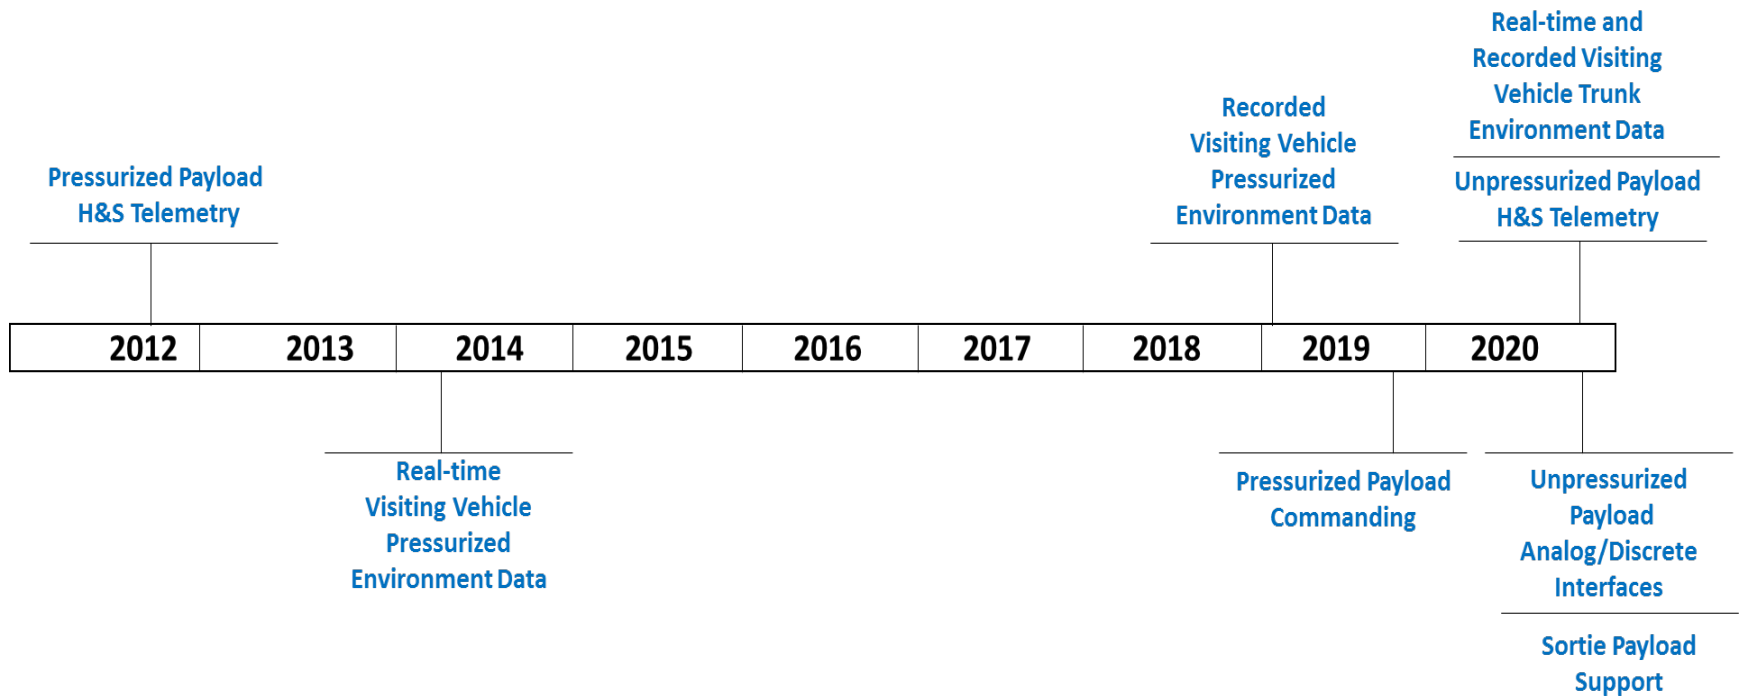 Real-time and
Recorded Visiting
Vehicle Trunk
Environment Data
Recorded
Visiting Vehicle
Pressurized
Environment Data
Pressurized Payload
H&S Telemetry
Unpressurized Payload
H&S Telemetry
2012 2013 2014 2015 2016 2017 2018 2019 2020
Real-time
Visiting Vehicle
Pressurized
Environment Data
Pressurized Payload
Commanding
Unpressurized
Payload
Analog/Discrete
Interfaces
Sortie Payload
Support